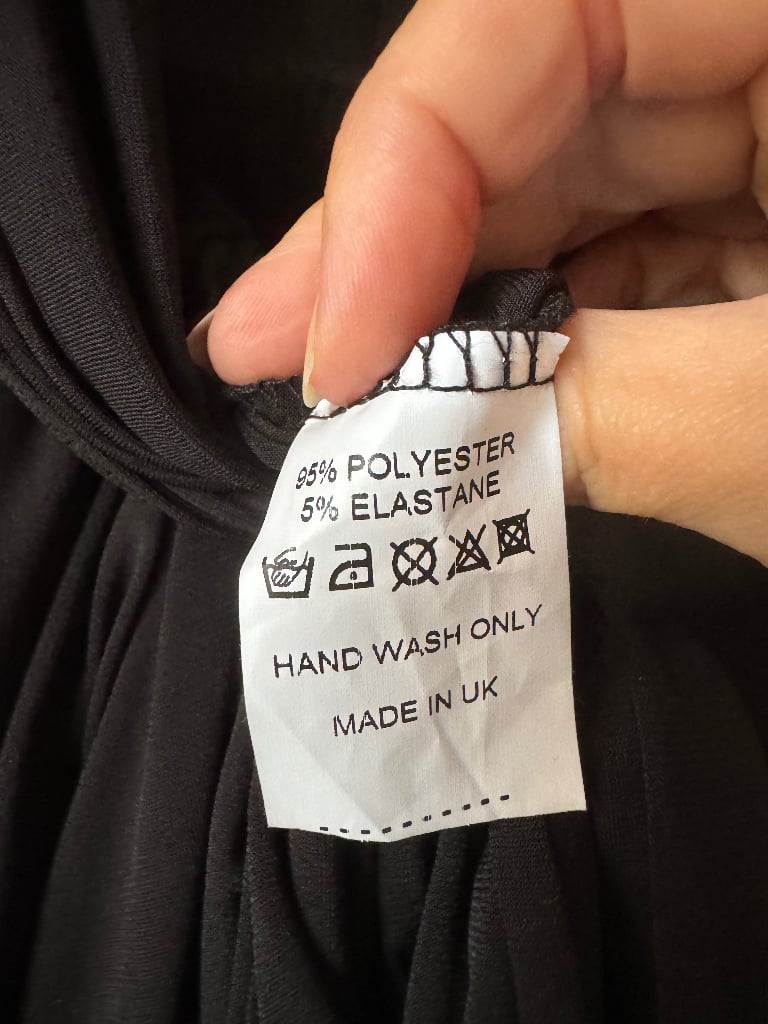 95% POLYESTER
5% ELASTANE
HAND WASH ONLY
MADE IN UK